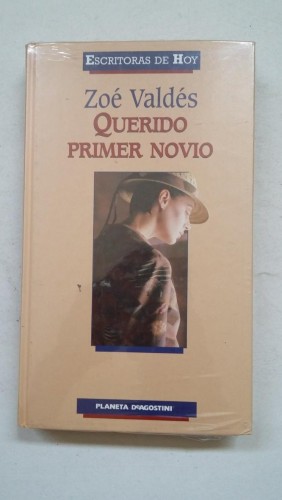 ESCRITORAS DE HOY
Zoé Valdés
QUERIDO
PRIMER NOVIO
PLANETA DEAGOSTINI